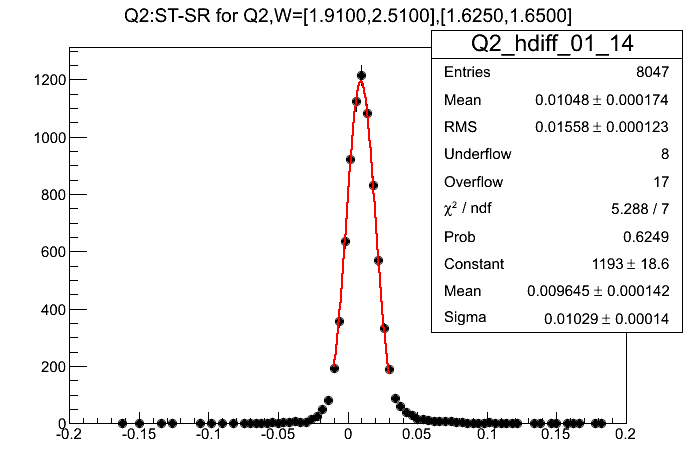 Q2:ST-SR for Q2,W=[1.9100,2.5100],[1.6250,1.6500]
Q2_hdiff_01_14
Entries 8047
Mean 0.01048 ± 0.000174
RMS 0.01558 ± 0.000123
Underflow 8
Overflow 17
χ² / ndf 5.288 / 7
Prob 0.6249
Constant 1193 ± 18.6
Mean 0.009645 ± 0.000142
Sigma 0.01029 ± 0.00014
1200
1000
800
600
400
200
0
-0.2 -0.15 -0.1 -0.05 0 0.05 0.1 0.15 0.2